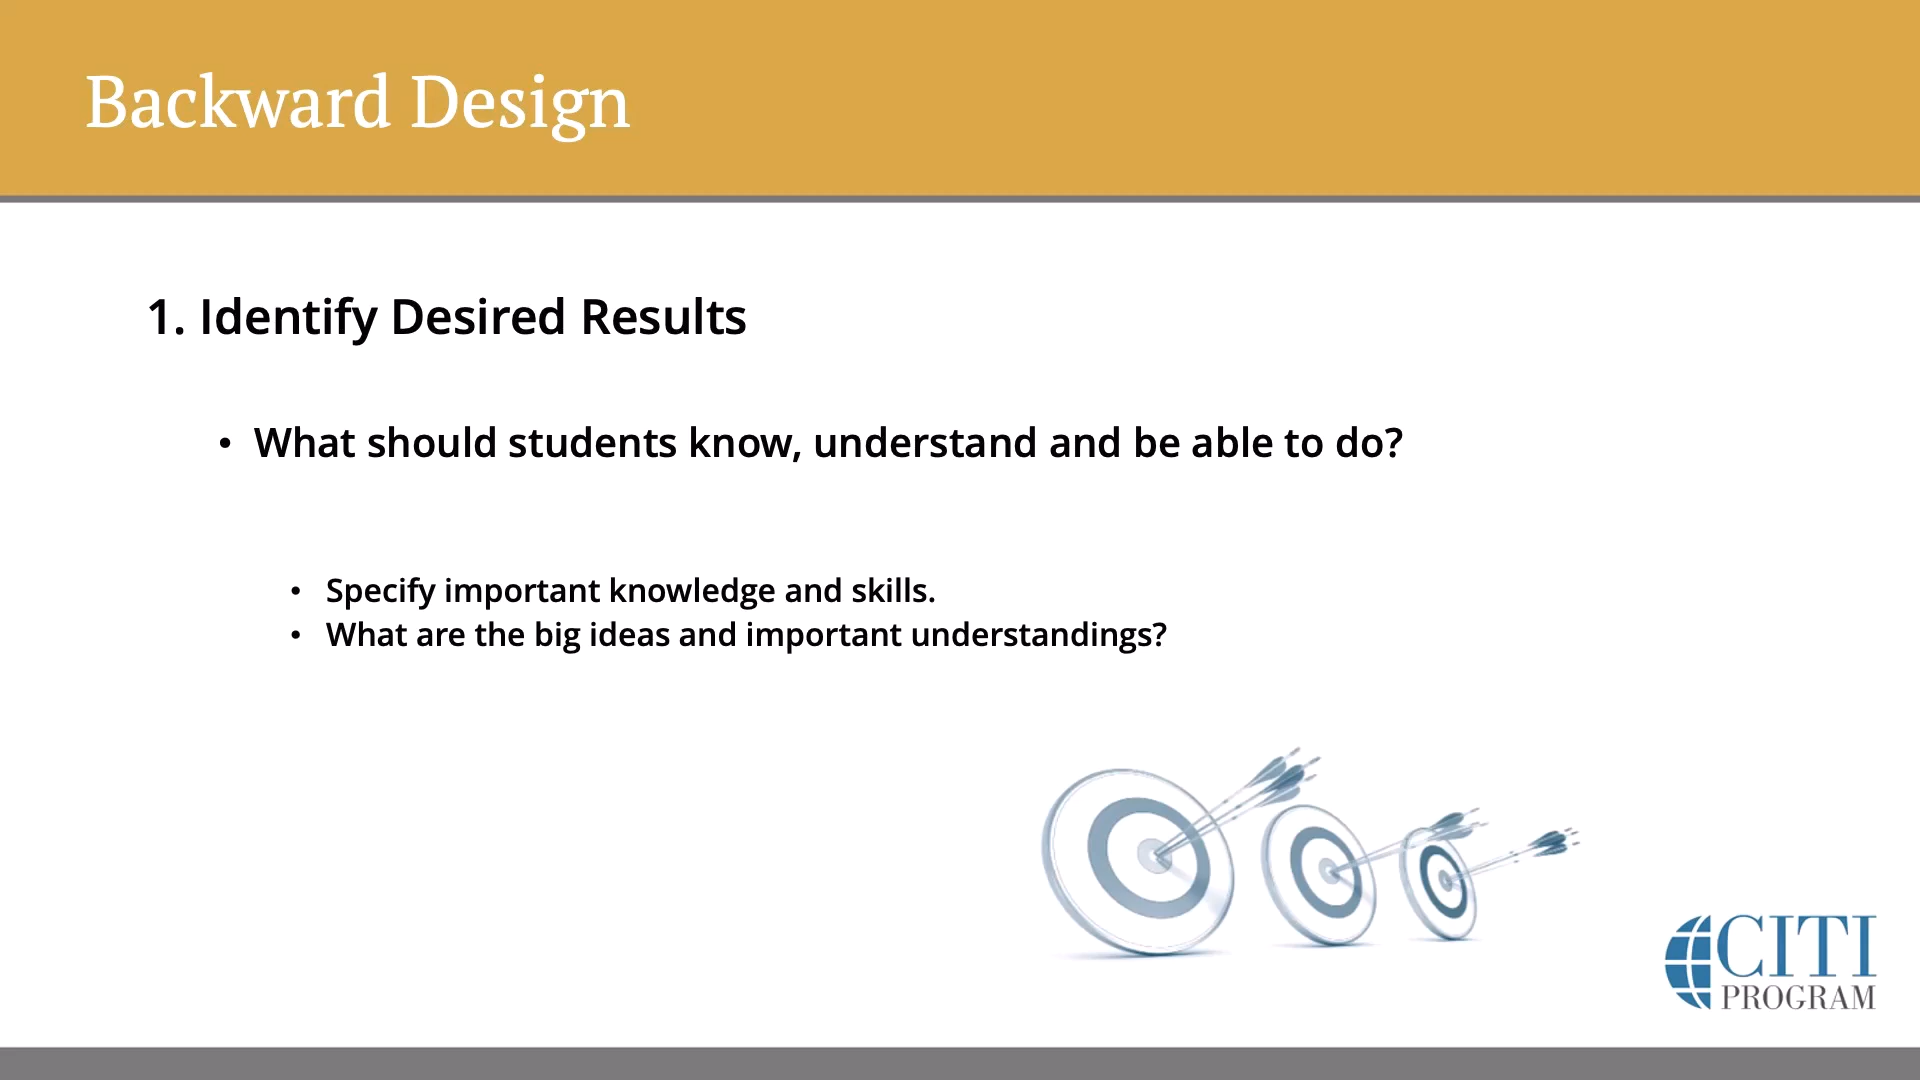 Backward Design
1. Identify Desired Results
• What should students know, understand and be able to do?
• Specify important knowledge and skills.
• What are the big ideas and important understandings?
CITI
PROGRAM